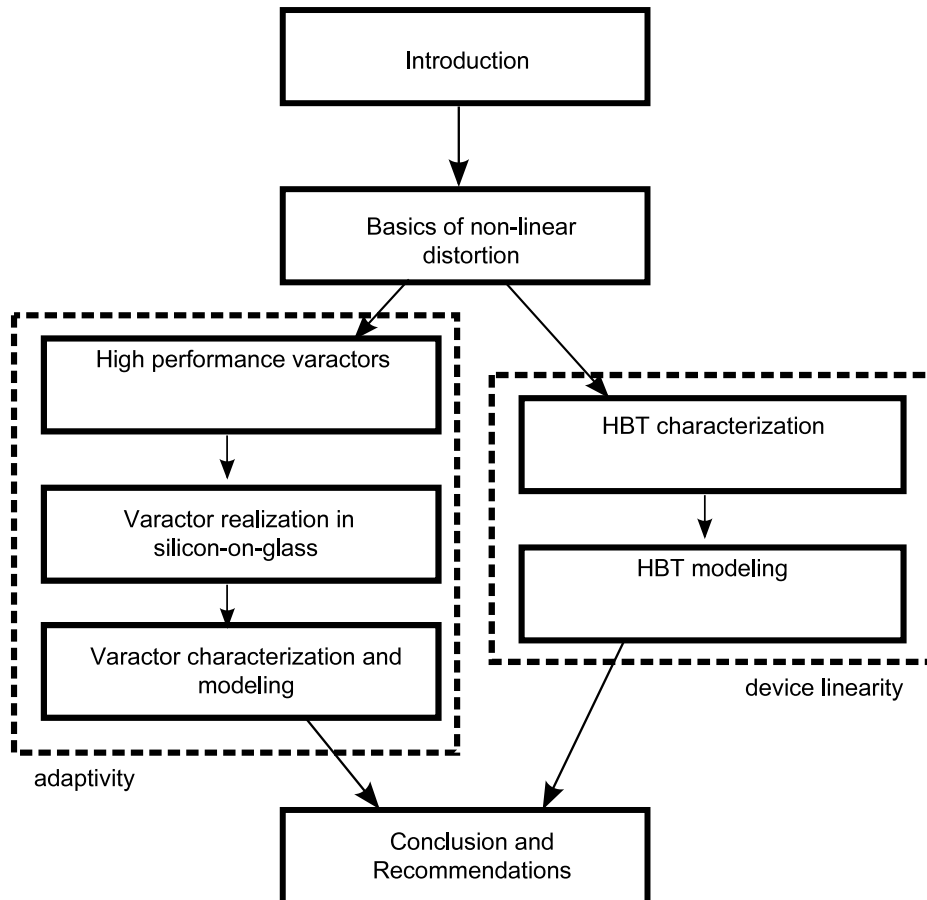 Introduction
Basics of non-linear
distortion
High performance varactors
Varactor realization in
silicon-on-glass
Varactor characterization and
modeling
adaptivity
HBT characterization
HBT modeling
device linearity
Conclusion and
Recommendations